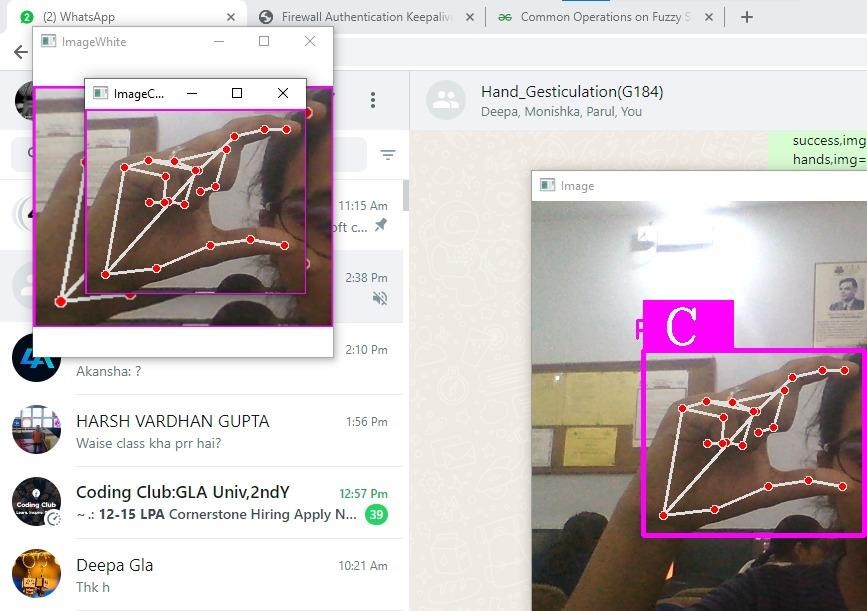 (2) WhatsApp
Firewall Authentication Keepaliv
Common Operations on Fuzzy S
ImageWhite
ImageC...
Hand_Gesticulation(G184)
Deepa, Monishka, Parul, You
success,img
hands,img=
11:15 Am
oft c...
Image
2:38 Pm
C
2:10 Pm
Akansha: ?
HARSH VARDHAN GUPTA
1:56 Pm
Waise class kha prr hai?
Coding Club:GLA Univ,2ndY
12:57 Pm
~ .: 12-15 LPA Cornerstone Hiring Apply N...
39
Coding Club
Deepa Gla
10:21 Am
Thk h